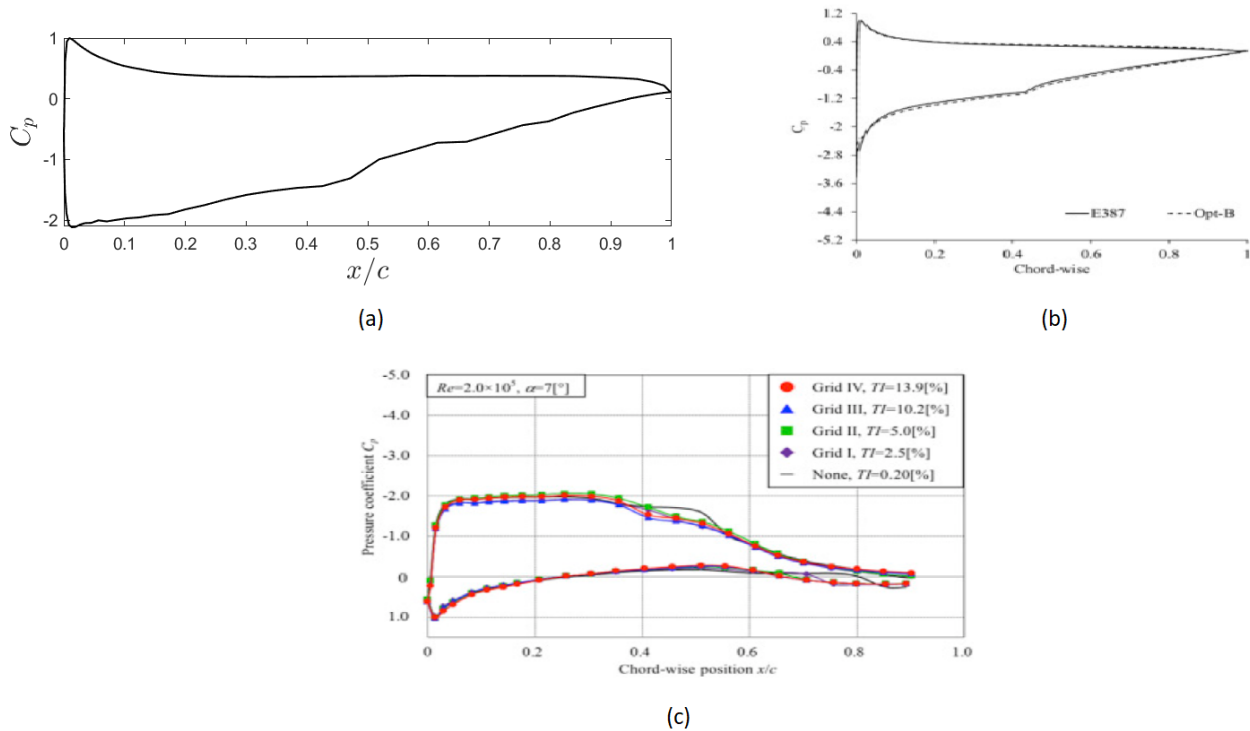 1
0
-1
-2
C_p
0
0.1
0.2
0.3
0.4
0.5
0.6
0.7
0.8
0.9
1
x/c
(a)
1.2
0.4
-0.4
-1.2
-2
-2.8
-3.6
-4.4
-5.2
C_p
0
0.2
0.4
0.6
0.8
1
Chord-wise
E387
Opt-B
(b)
-5.0
-4.0
-3.0
-2.0
-1.0
0
1.0
Pressure coefficient C_p
Re=2.0×10⁵, α=7[°]
Grid IV, TI=13.9[%]
Grid III, TI=10.2[%]
Grid II, TI=5.0[%]
Grid I, TI=2.5[%]
None, TI=0.20[%]
0
0.2
0.4
0.6
0.8
1.0
Chord-wise position x/c
(c)